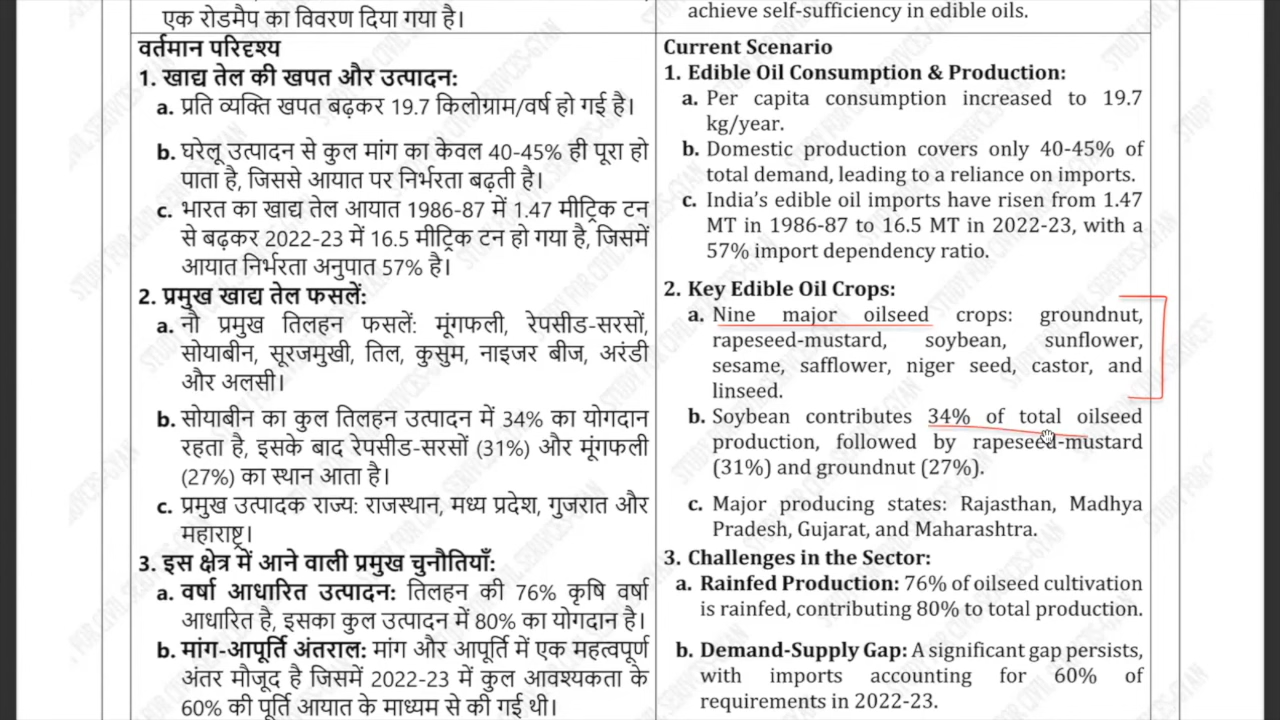 एक रोडमैप का विवरण दिया गया है।
वर्तमान परिदृश्य
1. खाद्य तेल की खपत और उत्पादन:
a. प्रति व्यक्ति खपत बढ़कर 19.7 किलोग्राम/वर्ष हो गई है।
b. घरेलू उत्पादन से कुल मांग का केवल 40-45% ही पूरा हो
पाता है, जिससे आयात पर निर्भरता बढ़ती है।
c. भारत का खाद्य तेल आयात 1986-87 में 1.47 मीट्रिक टन
से बढ़कर 2022-23 में 16.5 मीट्रिक टन हो गया है, जिसमें
आयात निर्भरता अनुपात 57% है।
2. प्रमुख खाद्य तेल फसलें:
a. नौ प्रमुख तिलहन फसलें: मूंगफली, रेपसीड-सरसों,
सोयाबीन, सूरजमुखी, तिल, कुसुम, नाइजर बीज, अरंडी
और अलसी।
b. सोयाबीन का कुल तिलहन उत्पादन में 34% का योगदान
रहता है, इसके बाद रेपसीड-सरसों (31%) और मूंगफली
(27%) का स्थान आता है।
c. प्रमुख उत्पादक राज्य: राजस्थान, मध्य प्रदेश, गुजरात और
महाराष्ट्र।
3. इस क्षेत्र में आने वाली प्रमुख चुनौतियाँ:
a. वर्षा आधारित उत्पादन: तिलहन की 76% कृषि वर्षा
आधारित है, इसका कुल उत्पादन में 80% का योगदान है।
b. मांग-आपूर्ति अंतराल: मांग और आपूर्ति में एक महत्वपूर्ण
अंतर मौजूद है जिसमें 2022-23 में कुल आवश्यकता के
60% की पूर्ति आयात के माध्यम से की गई थी।
achieve self-sufficiency in edible oils.
Current Scenario
1. Edible Oil Consumption & Production:
a. Per capita consumption increased to 19.7
kg/year.
b. Domestic production covers only 40-45% of
total demand, leading to a reliance on imports.
c. India's edible oil imports have risen from 1.47
MT in 1986-87 to 16.5 MT in 2022-23, with a
57% import dependency ratio.
2. Key Edible Oil Crops:
a. Nine major oilseed crops: groundnut,
rapeseed-mustard, soybean, sunflower,
sesame, safflower, niger seed, castor, and
linseed.
b. Soybean contributes 34% of total oilseed
production, followed by rapeseed-mustard
(31%) and groundnut (27%).
c. Major producing states: Rajasthan, Madhya
Pradesh, Gujarat, and Maharashtra.
3. Challenges in the Sector:
a. Rainfed Production: 76% of oilseed cultivation
is rainfed, contributing 80% to total production.
b. Demand-Supply Gap: A significant gap persists,
with imports accounting for 60% of
requirements in 2022-23.